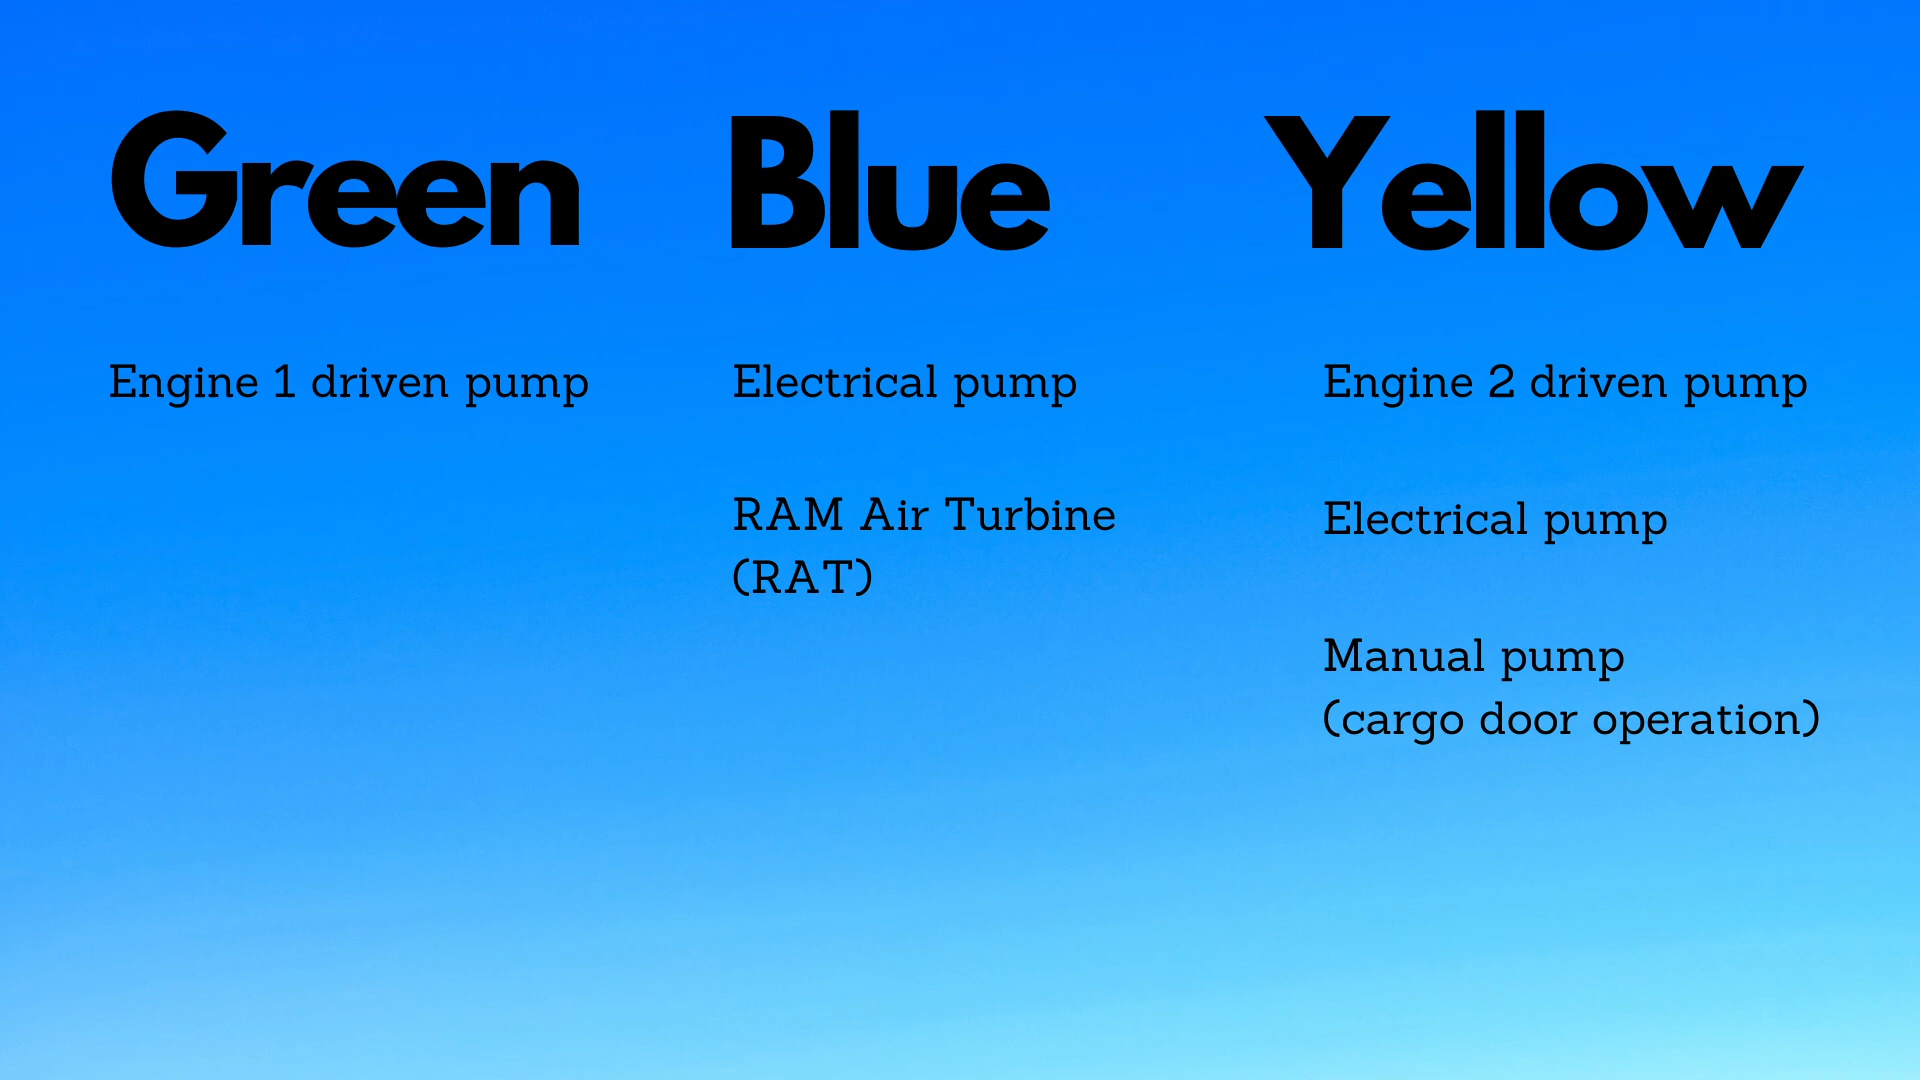 Green
Blue
Yellow
Engine 1 driven pump
Electrical pump
RAM Air Turbine
(RAT)
Engine 2 driven pump
Electrical pump
Manual pump
(cargo door operation)